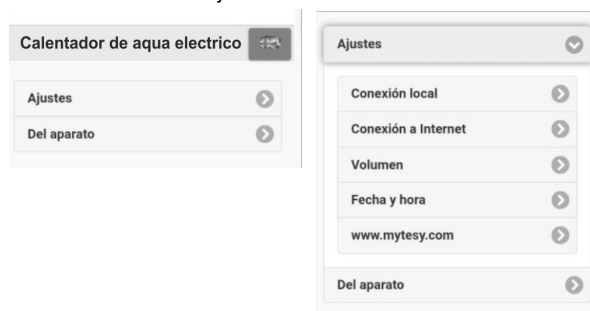 Calentador de aqua electrico
Ajustes
Del aparato
Ajustes
Conexión local
Conexión a Internet
Volumen
Fecha y hora
www.mytesy.com
Del aparato